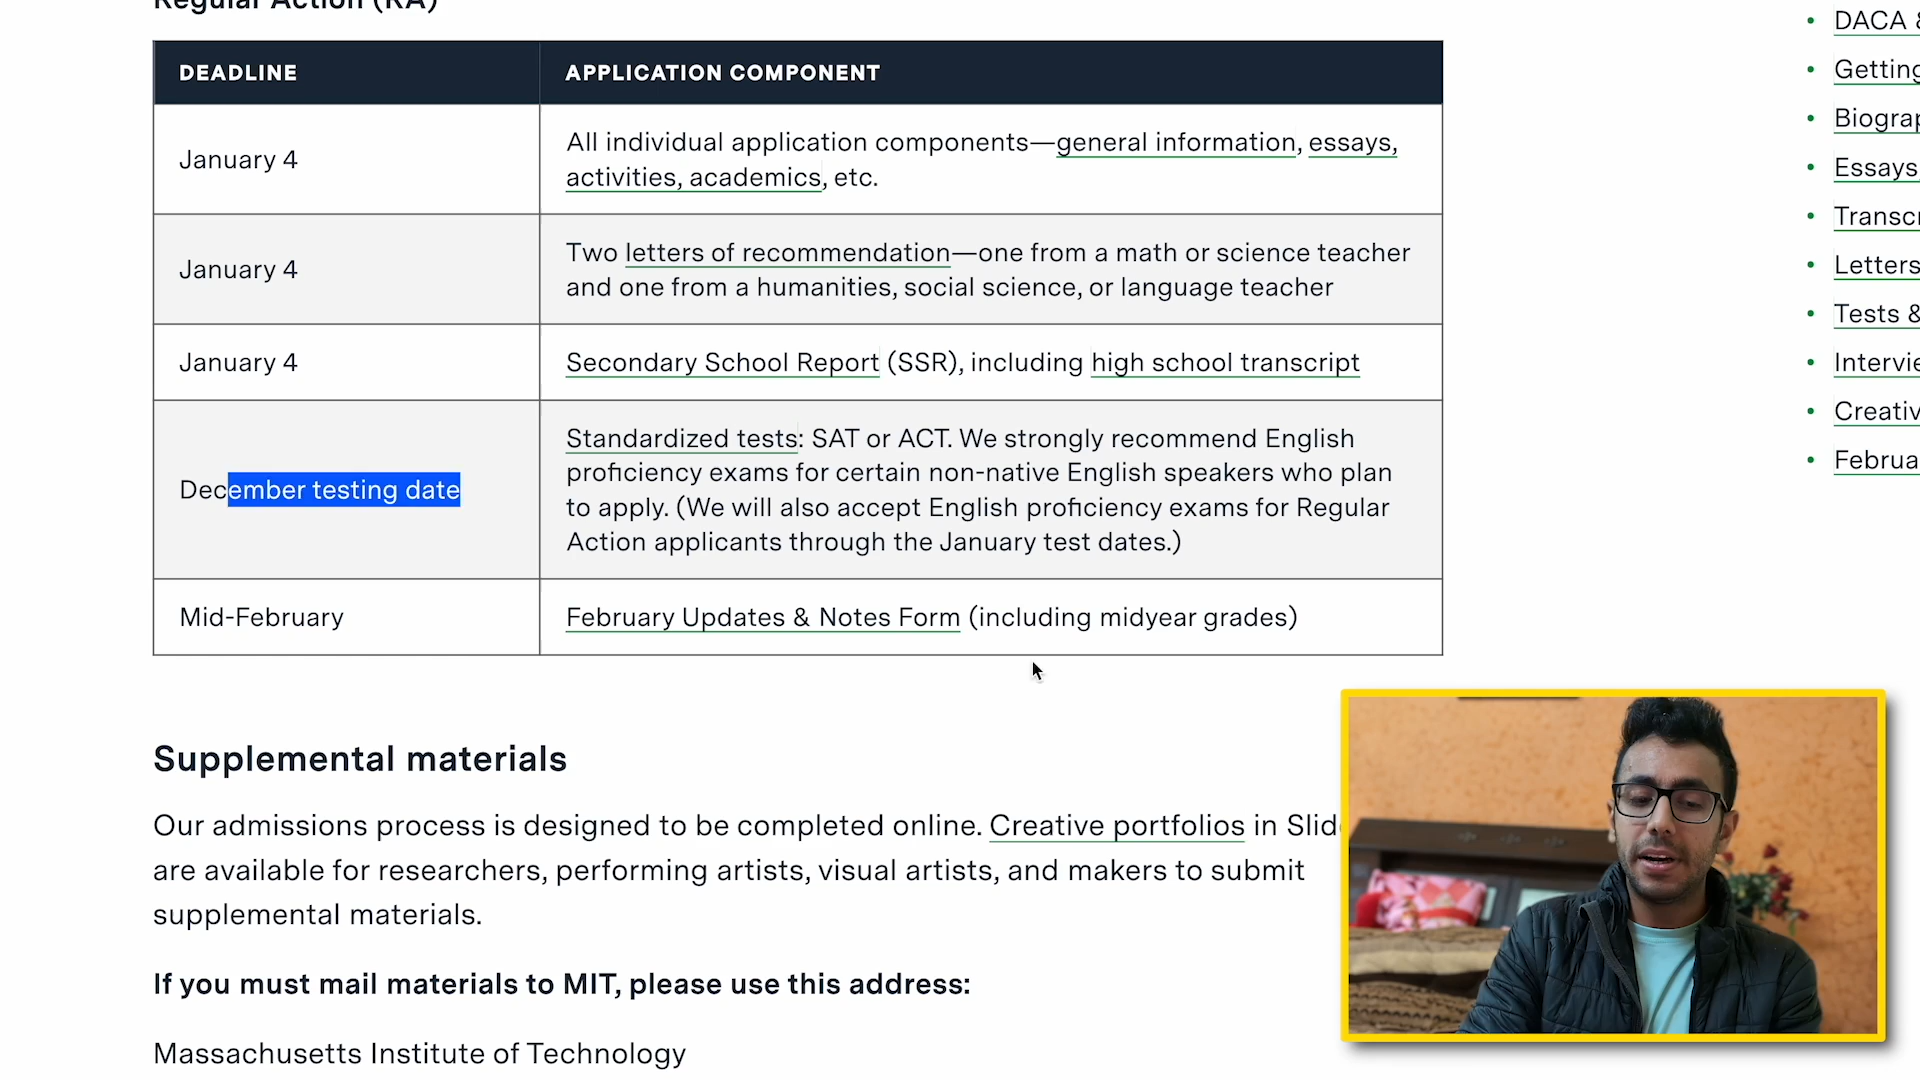 Regular Action (RA)
DEADLINE
APPLICATION COMPONENT
January 4
All individual application components—general information, essays,
activities, academics, etc.
January 4
Two letters of recommendation—one from a math or science teacher
and one from a humanities, social science, or language teacher
January 4
Secondary School Report (SSR), including high school transcript
December testing date
Standardized tests: SAT or ACT. We strongly recommend English
proficiency exams for certain non-native English speakers who plan
to apply. (We will also accept English proficiency exams for Regular
Action applicants through the January test dates.)
Mid-February
February Updates & Notes Form (including midyear grades)
Supplemental materials
Our admissions process is designed to be completed online. Creative portfolios in Slid
are available for researchers, performing artists, visual artists, and makers to submit
supplemental materials.
If you must mail materials to MIT, please use this address:
Massachusetts Institute of Technology
DACA &
Getting
Biograp
Essays,
Transcr
Letters
Tests &
Intervie
Creativ
Februa